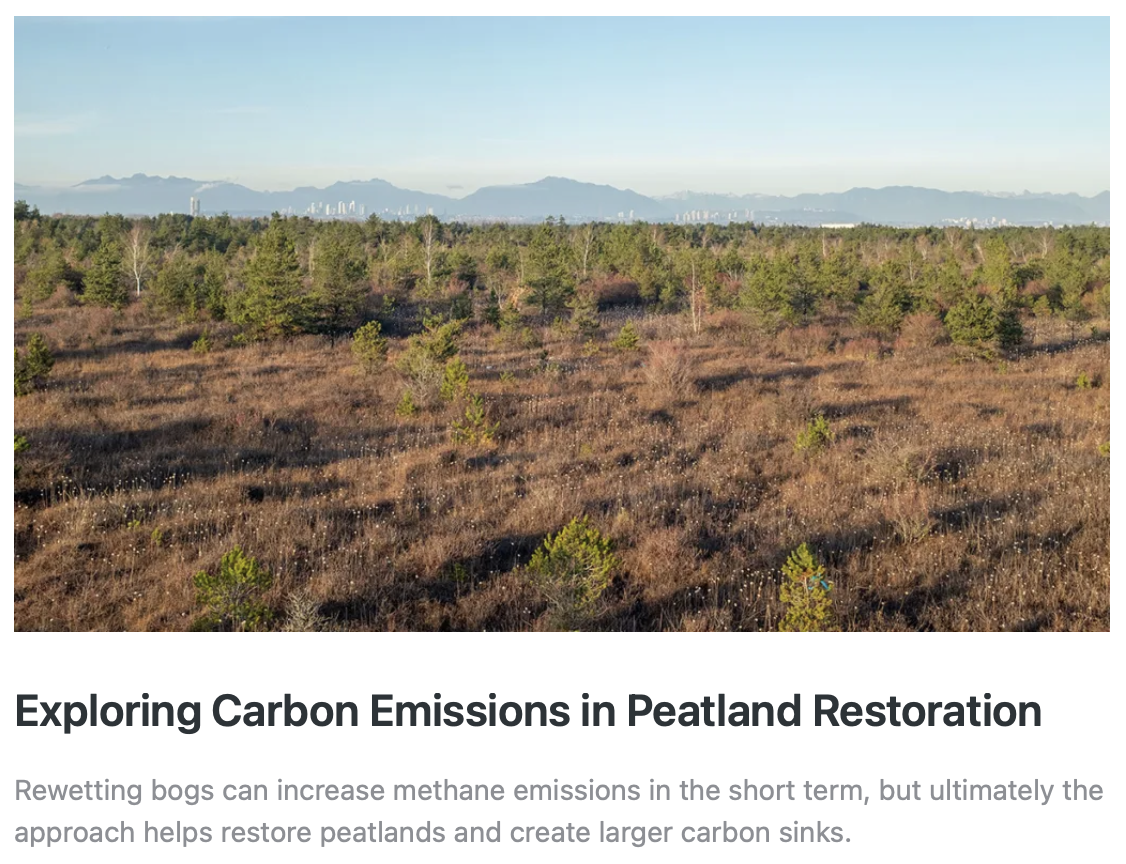 Exploring Carbon Emissions in Peatland Restoration
Rewetting bogs can increase methane emissions in the short term, but ultimately the
approach helps restore peatlands and create larger carbon sinks.